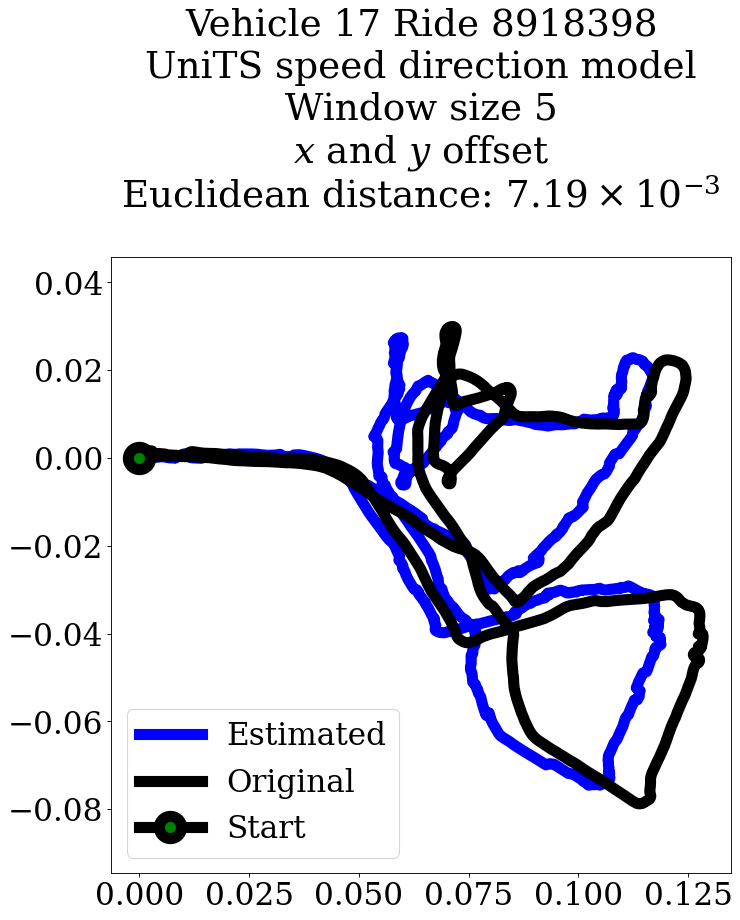 Vehicle 17 Ride 8918398
UniTS speed direction model
Window size 5
x and y offset
Euclidean distance: 7.19 × 10⁻³
0.04
0.02
0.00
−0.02
−0.04
−0.06
−0.08
Estimated
Original
Start
0.000 0.025 0.050 0.075 0.100 0.125